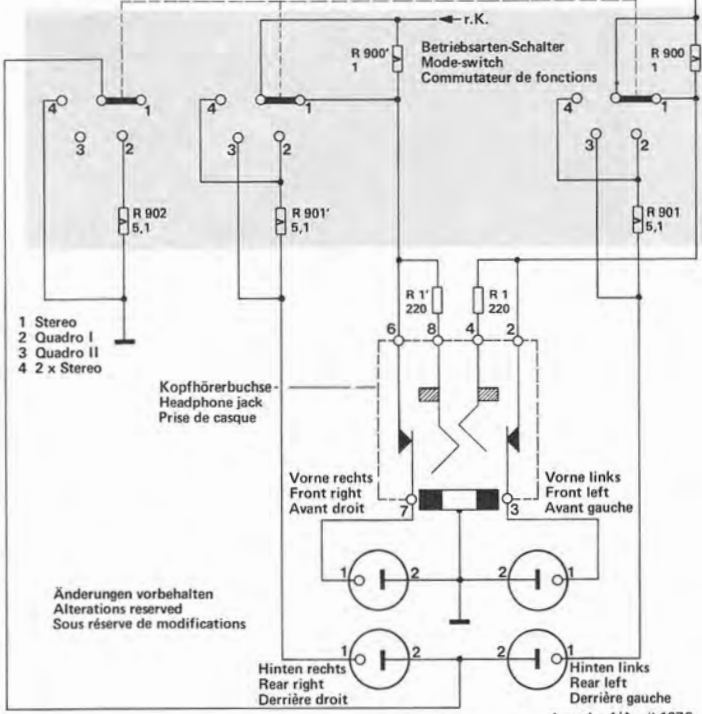 r.K.
R 900'
1
Betriebsarten-Schalter
Mode-switch
Commutateur de fonctions
R 900
1
4
1
3
2
4
1
3
2
4
1
3
2
R 902
5,1
R 901'
5,1
R 901
5,1
1 Stereo
2 Quadro I
3 Quadro II
4 2 x Stereo
R 1'
220
R 1
220
6
8
4
2
Kopfhörerbuchse
Headphone jack
Prise de casque
Vorne rechts
Front right
Avant droit
Vorne links
Front left
Avant gauche
7
3
1
2
2
1
Änderungen vorbehalten
Alterations reserved
Sous réserve de modifications
1
2
2
1
Hinten rechts
Rear right
Derrière droit
Hinten links
Rear left
Derrière gauche